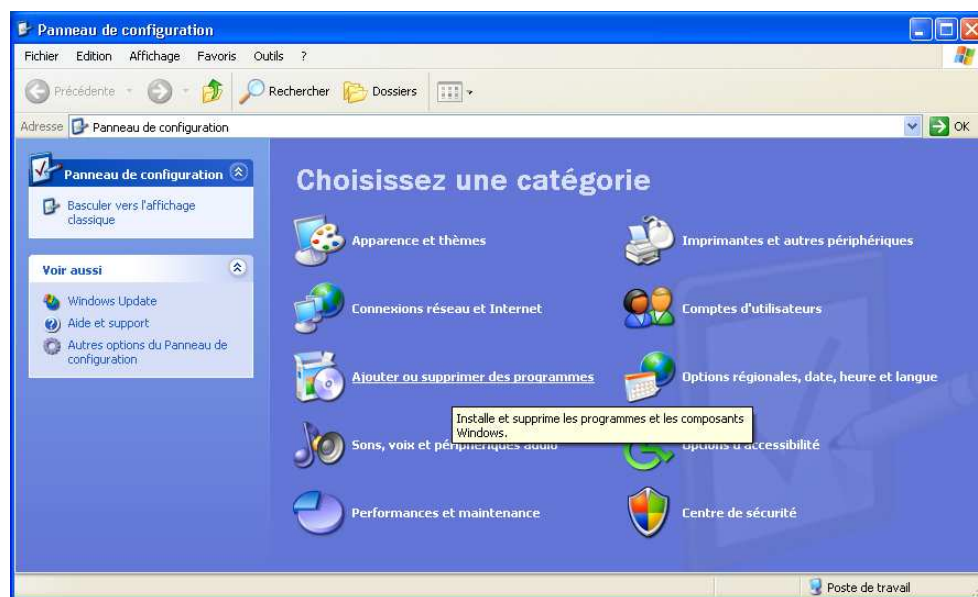 Panneau de configuration
Fichier Edition Affichage Favoris Outils ?
Précédente Rechercher Dossiers
Adresse Panneau de configuration OK
Panneau de configuration
Basculer vers l'affichage
classique
Voir aussi
Windows Update
Aide et support
Autres options du Panneau de
configuration
Choisissez une catégorie
Apparence et thèmes
Imprimantes et autres périphériques
Connexions réseau et Internet
Comptes d'utilisateurs
Ajouter ou supprimer des programmes
Options régionales, date, heure et langue
Installe et supprime les programmes et les composants
Windows.
Sons, voix et périphériques audio
Options d'accessibilité
Performances et maintenance
Centre de sécurité
Poste de travail